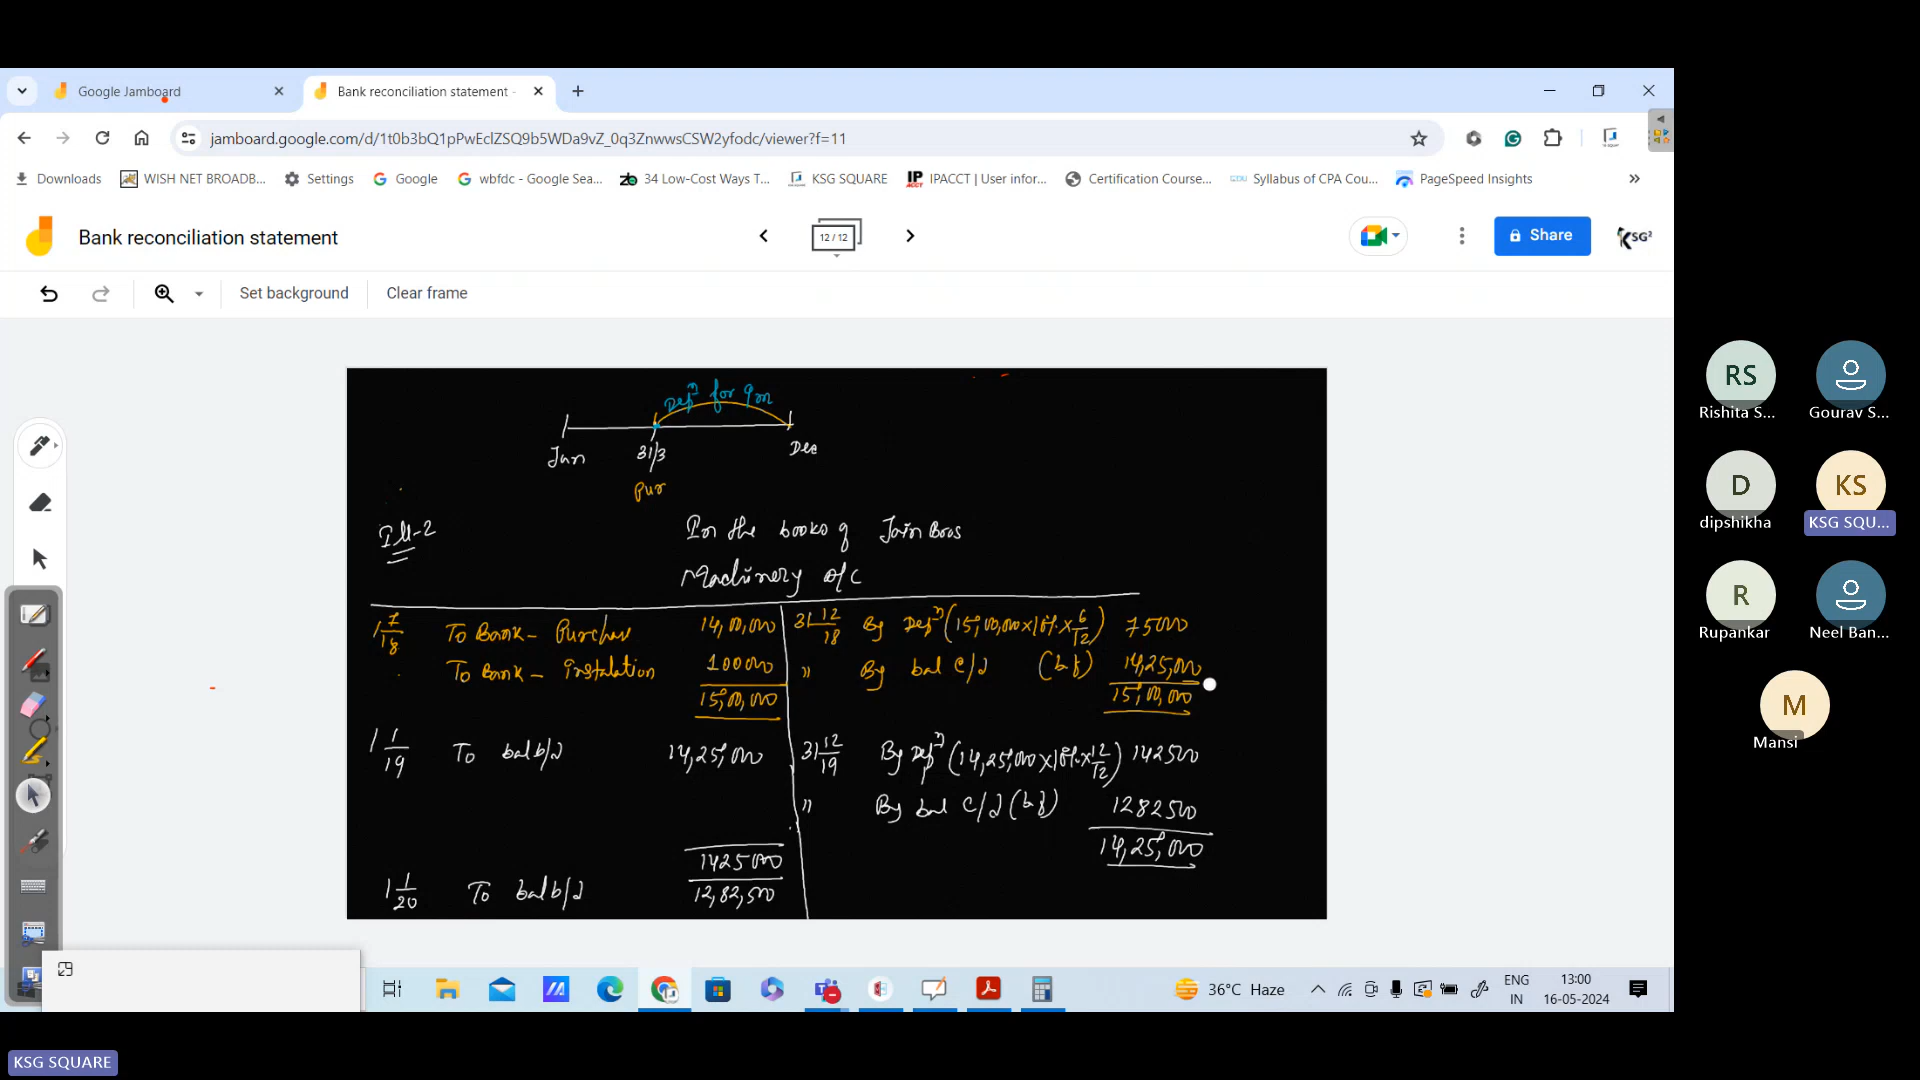 Google Jamboard
Bank reconciliation statement -
jamboard.google.com/d/1t0b3bQ1pPwEclZSQ9b5WDa9vZ_0q3ZnwwsCSW2yfodc/viewer?f=11
Downloads WISH NET BROADB... Settings Google wbfdc - Google Sea... 34 Low-Cost Ways T... KSG SQUARE IPACCT | User infor... Certification Course... Syllabus of CPA Cou... PageSpeed Insights »
Bank reconciliation statement
12 / 12
Share
KSG²
Set background Clear frame
Depⁿ for 9m
Jan 31/3 Dec
Pur
Ill-2 In the books of Jain Bros
Machinery A/c
1 7/18 To Bank - Purchase 14,00,000 31 12/18 By Depⁿ (15,00,000 x 10% x 6/12) 75000
To Bank - Instalation 100000 " By bal c/d (b.f) 14,25,000
15,00,000 15,00,000
1 1/19 To bal b/d 14,25,000 31 12/19 By Depⁿ (14,25,000 x 10% x 12/12) 142500
" By bal c/d (b.f) 1282500
1425000 14,25,000
1 1/20 To bal b/d 12,82,500
RS
Rishita S...
Gourav S...
D
dipshikha
KS
KSG SQU...
R
Rupankar
Neel Ban...
M
Mansi
36°C Haze
ENG
IN
13:00
16-05-2024
KSG SQUARE